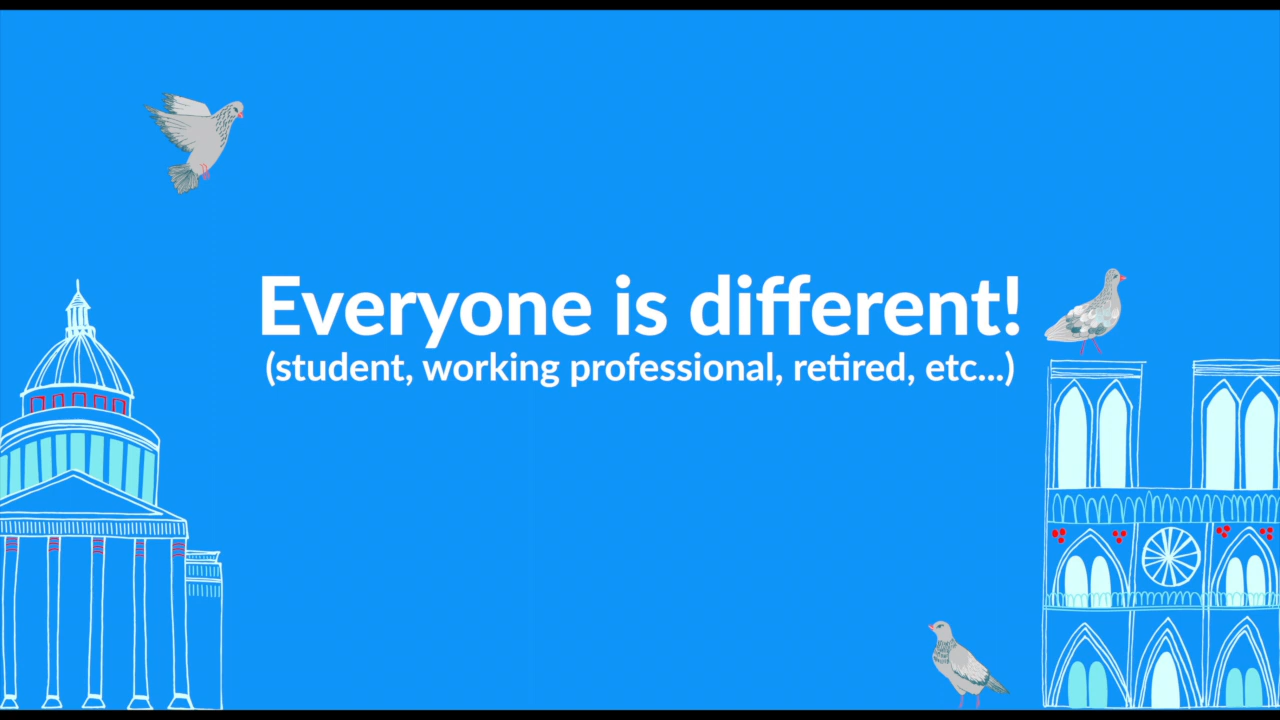 Everyone is different!
(student, working professional, retired, etc...)